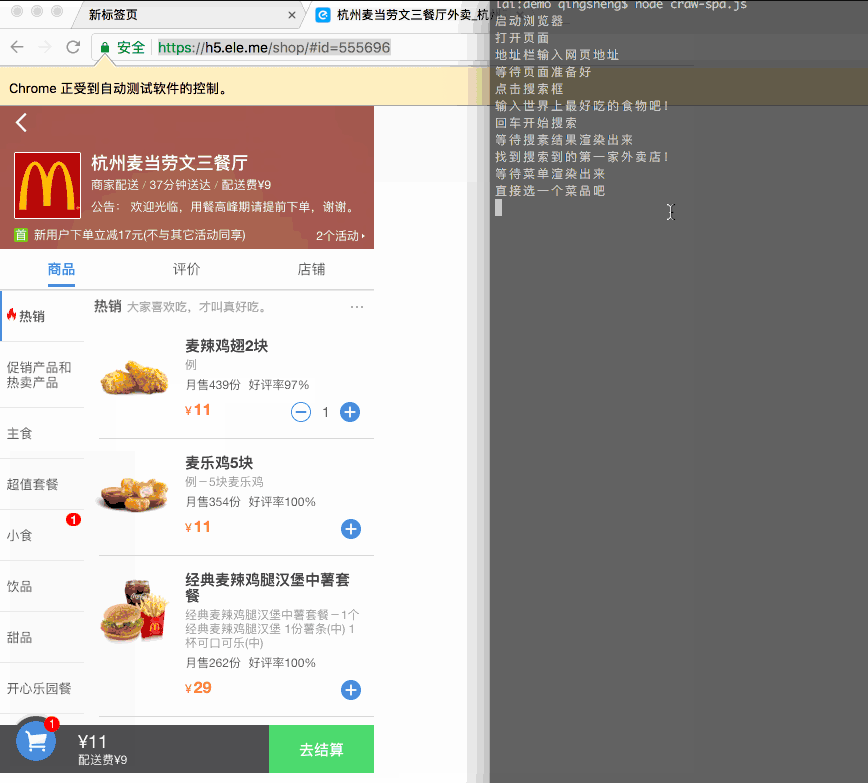 新标签页
杭州麦当劳文三餐厅外卖_杭
安全
https://h5.ele.me/shop/#id=555696
Chrome 正受到自动测试软件的控制。
杭州麦当劳文三餐厅
商家配送 / 37分钟送达 / 配送费¥9
公告： 欢迎光临，用餐高峰期请提前下单，谢谢。
首 新用户下单立减17元(不与其它活动同享)
2个活动
商品
评价
店铺
热销
促销产品和
热卖产品
主食
超值套餐
小食
1
饮品
甜品
开心乐园餐
热销 大家喜欢吃，才叫真好吃。
...
麦辣鸡翅2块
例
月售439份 好评率97%
¥11
1
麦乐鸡5块
例－5块麦乐鸡
月售354份 好评率100%
¥11
经典麦辣鸡腿汉堡中薯套
餐
经典麦辣鸡腿汉堡中薯套餐－1个
经典麦辣鸡腿汉堡 1份薯条(中) 1
杯可口可乐(中)
月售262份 好评率100%
¥29
1
¥11
配送费¥9
去结算
tai:demo qingsheng$ node craw-spa.js
启动浏览器
打开页面
地址栏输入网页地址
等待页面准备好
点击搜索框
输入世界上最好吃的食物吧！
回车开始搜索
等待搜素结果渲染出来
找到搜索到的第一家外卖店！
等待菜单渲染出来
直接选一个菜品吧